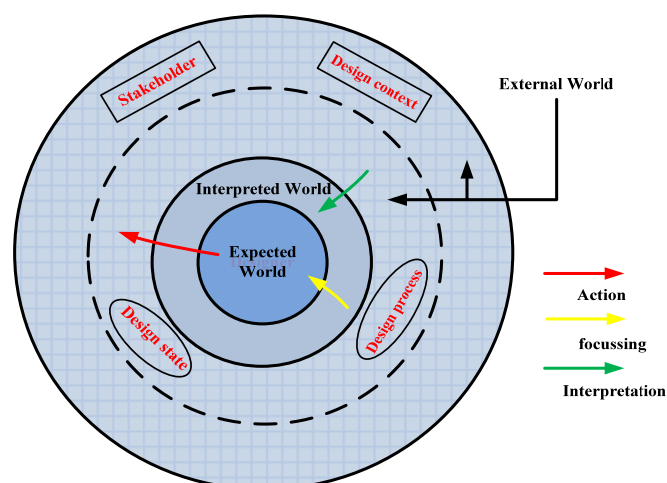 Stakeholder
Design context
External World
Interpreted World
Expected
World
Design state
Design process
Action
focussing
Interpretation